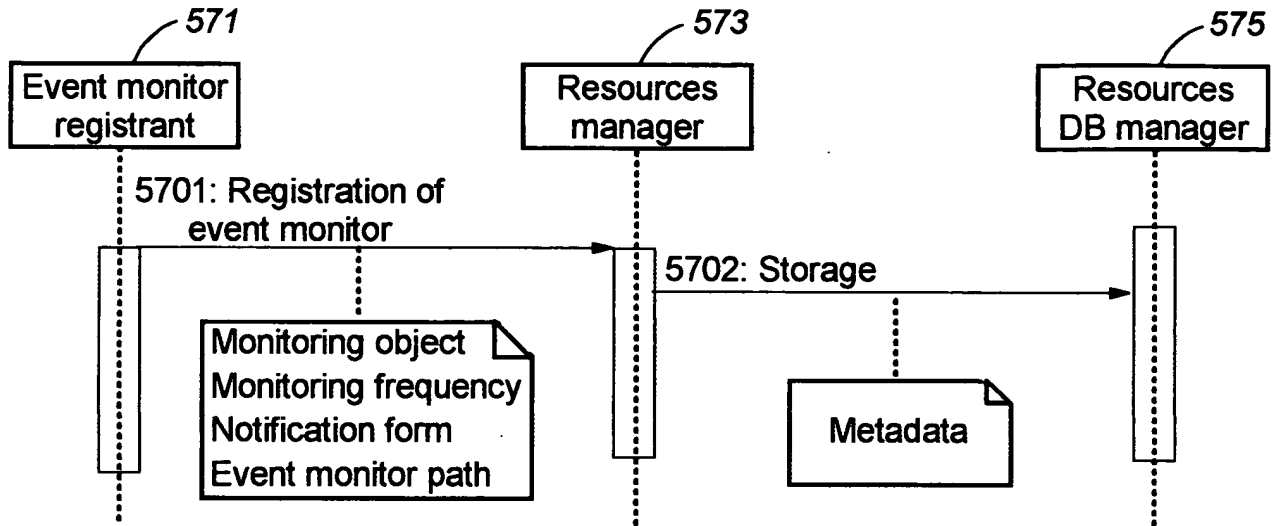 571
573
575
Event monitor
registrant
Resources
manager
Resources
DB manager
5701: Registration of
event monitor
5702: Storage
Monitoring object
Monitoring frequency
Notification form
Event monitor path
Metadata